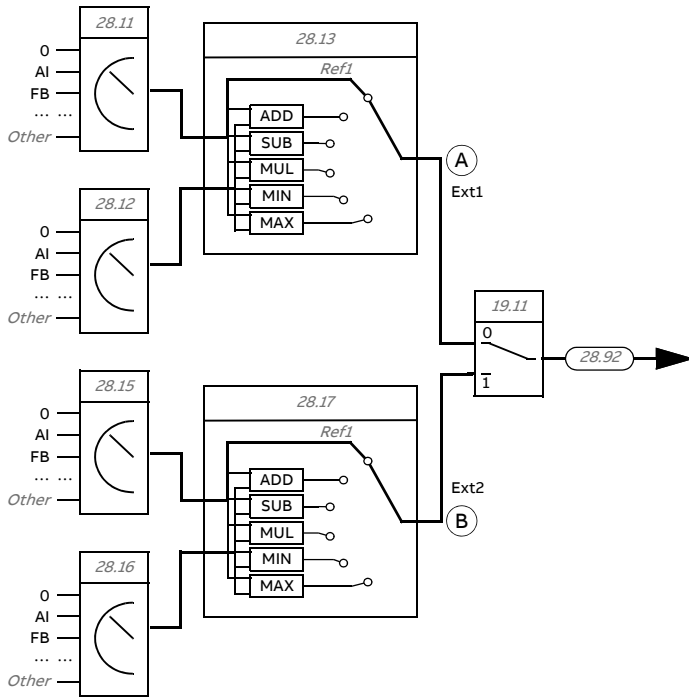 28.11
0
AI
FB
... ...
Other
28.12
0
AI
FB
... ...
Other
28.13
Ref1
ADD
SUB
MUL
MIN
MAX
A
Ext1
19.11
0
1
28.92
28.15
0
AI
FB
... ...
Other
28.16
0
AI
FB
... ...
Other
28.17
Ref1
ADD
SUB
MUL
MIN
MAX
Ext2
B